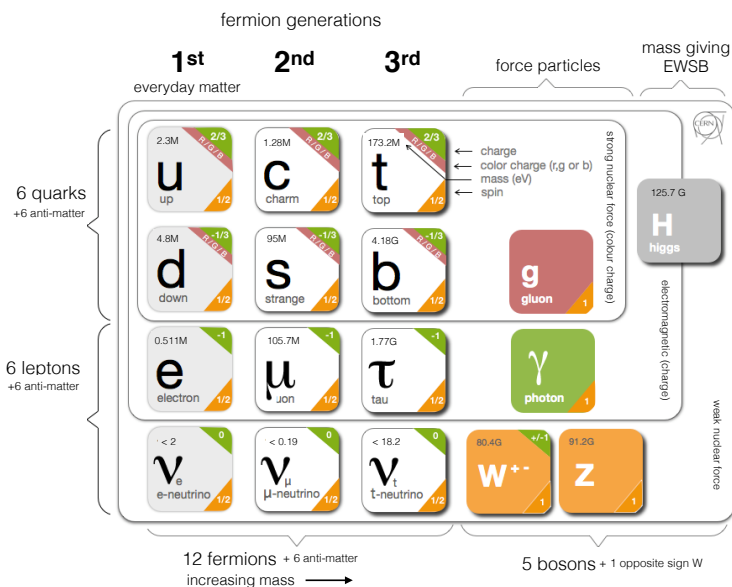 fermion generations
1st
2nd
3rd
everyday matter
force particles
mass giving
EWSB
CERN
6 quarks
+6 anti-matter
2.3M
2/3
R/G/B
u
up
1/2
1.28M
2/3
R/G/B
c
charm
1/2
173.2M
2/3
R/G/B
t
top
1/2
charge
color charge (r,g or b)
mass (eV)
spin
strong nuclear force (colour charge)
125.7 G
H
higgs
4.8M
-1/3
R/G/B
d
down
1/2
95M
-1/3
R/G/B
s
strange
1/2
4.18G
-1/3
R/G/B
b
bottom
1/2
g
gluon
1
electromagnetic (charge)
6 leptons
+6 anti-matter
0.511M
-1
e
electron
1/2
105.7M
-1
μ
uon
1/2
1.77G
-1
τ
tau
1/2
γ
photon
1
weak nuclear force
< 2
0
νe
e-neutrino
1/2
< 0.19
0
νμ
μ-neutrino
1/2
< 18.2
0
νt
t-neutrino
1/2
80.4G
+/-1
W+-
1
91.2G
Z
1
12 fermions + 6 anti-matter
increasing mass
5 bosons + 1 opposite sign W